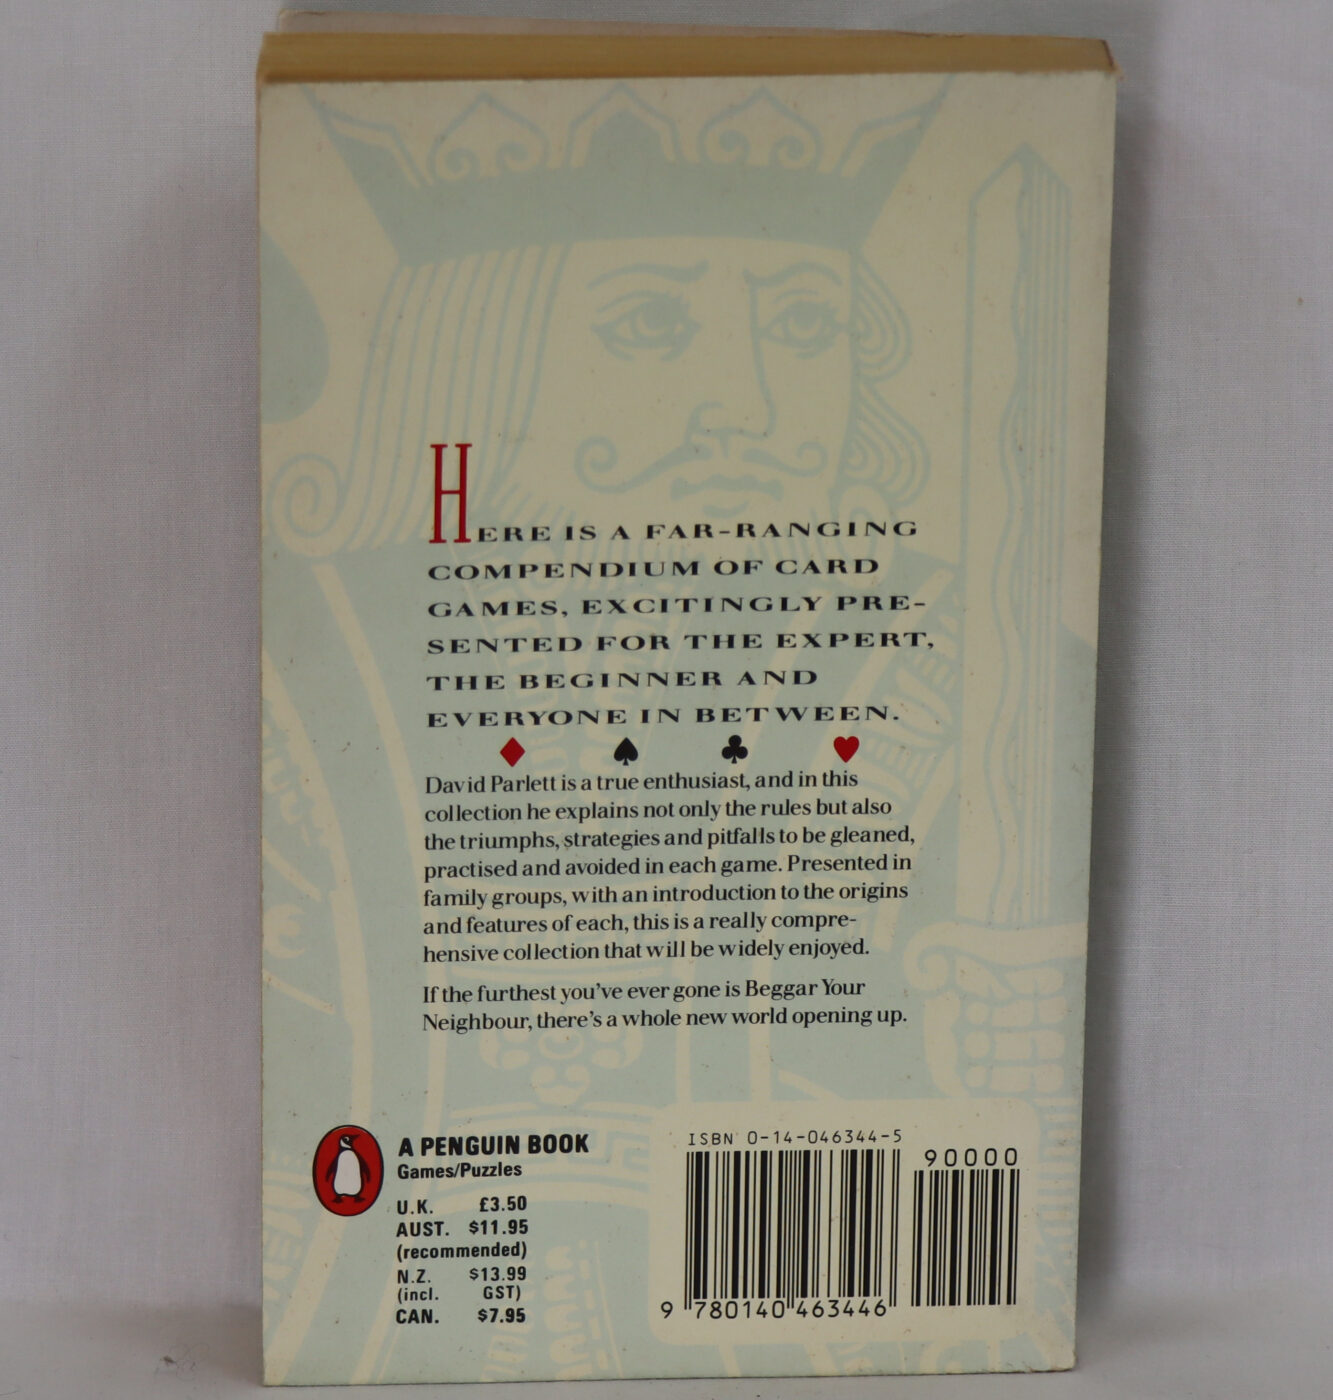 HERE IS A FAR-RANGING
COMPENDIUM OF CARD
GAMES, EXCITINGLY PRE-
SENTED FOR THE EXPERT,
THE BEGINNER AND
EVERYONE IN BETWEEN.
David Parlett is a true enthusiast, and in this
collection he explains not only the rules but also
the triumphs, strategies and pitfalls to be gleaned,
practised and avoided in each game. Presented in
family groups, with an introduction to the origins
and features of each, this is a really compre-
hensive collection that will be widely enjoyed.
If the furthest you've ever gone is Beggar Your
Neighbour, there's a whole new world opening up.
A PENGUIN BOOK
Games/Puzzles
U.K. £3.50
AUST. $11.95
(recommended)
N.Z. $13.99
(incl. GST)
CAN. $7.95
ISBN 0-14-046344-5
90000
9 780140 463446